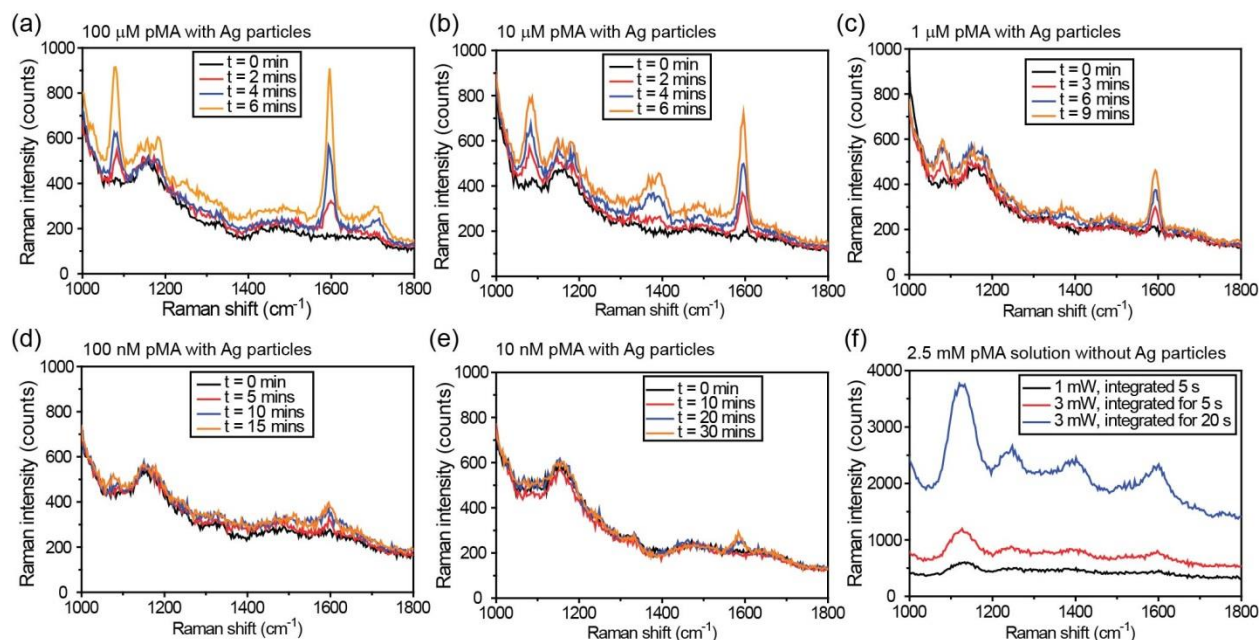 (a) 100 μM pMA with Ag particles
Raman intensity (counts)
1000
800
600
400
200
0
t = 0 min
t = 2 mins
t = 4 mins
t = 6 mins
1000 1200 1400 1600 1800
Raman shift (cm⁻¹)
(b) 10 μM pMA with Ag particles
Raman intensity (counts)
1000
800
600
400
200
0
t = 0 min
t = 2 mins
t = 4 mins
t = 6 mins
1000 1200 1400 1600 1800
Raman shift (cm⁻¹)
(c) 1 μM pMA with Ag particles
Raman intensity (counts)
1000
800
600
400
200
0
t = 0 min
t = 3 mins
t = 6 mins
t = 9 mins
1000 1200 1400 1600 1800
Raman shift (cm⁻¹)
(d) 100 nM pMA with Ag particles
Raman intensity (counts)
1000
800
600
400
200
0
t = 0 min
t = 5 mins
t = 10 mins
t = 15 mins
1000 1200 1400 1600 1800
Raman shift (cm⁻¹)
(e) 10 nM pMA with Ag particles
Raman intensity (counts)
1000
800
600
400
200
0
t = 0 min
t = 10 mins
t = 20 mins
t = 30 mins
1000 1200 1400 1600 1800
Raman shift (cm⁻¹)
(f) 2.5 mM pMA solution without Ag particles
Raman intensity (counts)
4000
3000
2000
1000
0
1 mW, integrated 5 s
3 mW, integrated for 5 s
3 mW, integrated for 20 s
1000 1200 1400 1600 1800
Raman shift (cm⁻¹)